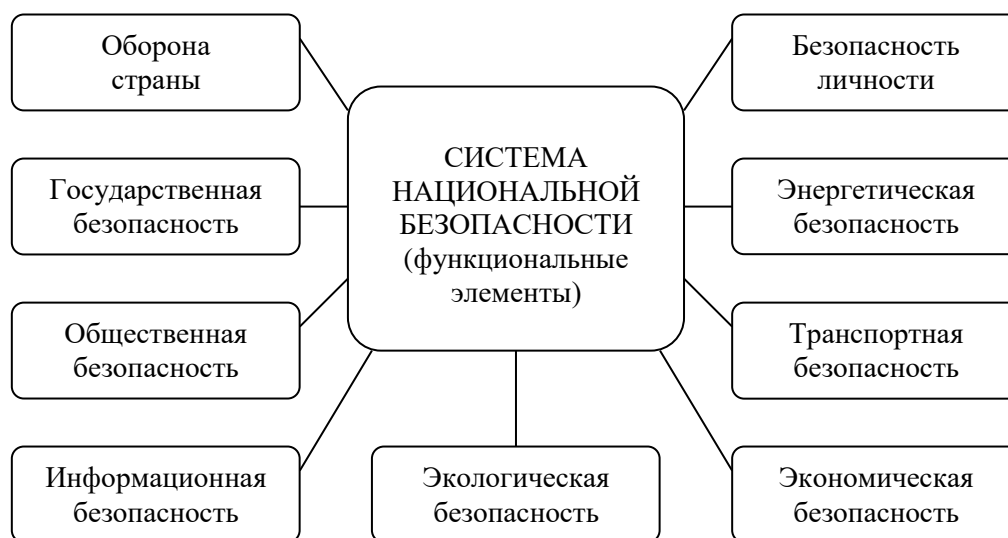 Оборона
страны
Безопасность
личности
СИСТЕМА
НАЦИОНАЛЬНОЙ
БЕЗОПАСНОСТИ
(функциональные
элементы)
Государственная
безопасность
Энергетическая
безопасность
Общественная
безопасность
Транспортная
безопасность
Информационная
безопасность
Экологическая
безопасность
Экономическая
безопасность